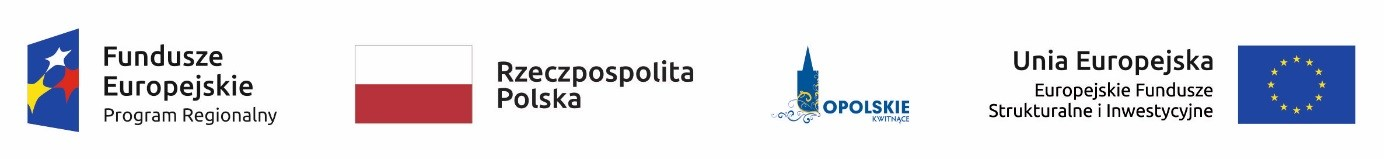 Fundusze
Europejskie
Program Regionalny
Rzeczpospolita
Polska
OPOLSKIE
KWITNĄCE
Unia Europejska
Europejskie Fundusze
Strukturalne i Inwestycyjne